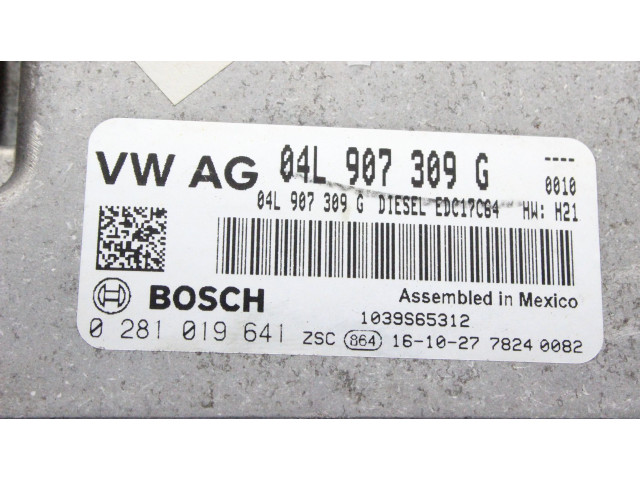 VW AG 04L 907 309 G ----
0010
04L 907 309 G DIESEL EDC17C84 HW: H21
BOSCH
Assembled in Mexico
1039S65312
0 281 019 641 ZSC 864 16-10-27 7824 0082